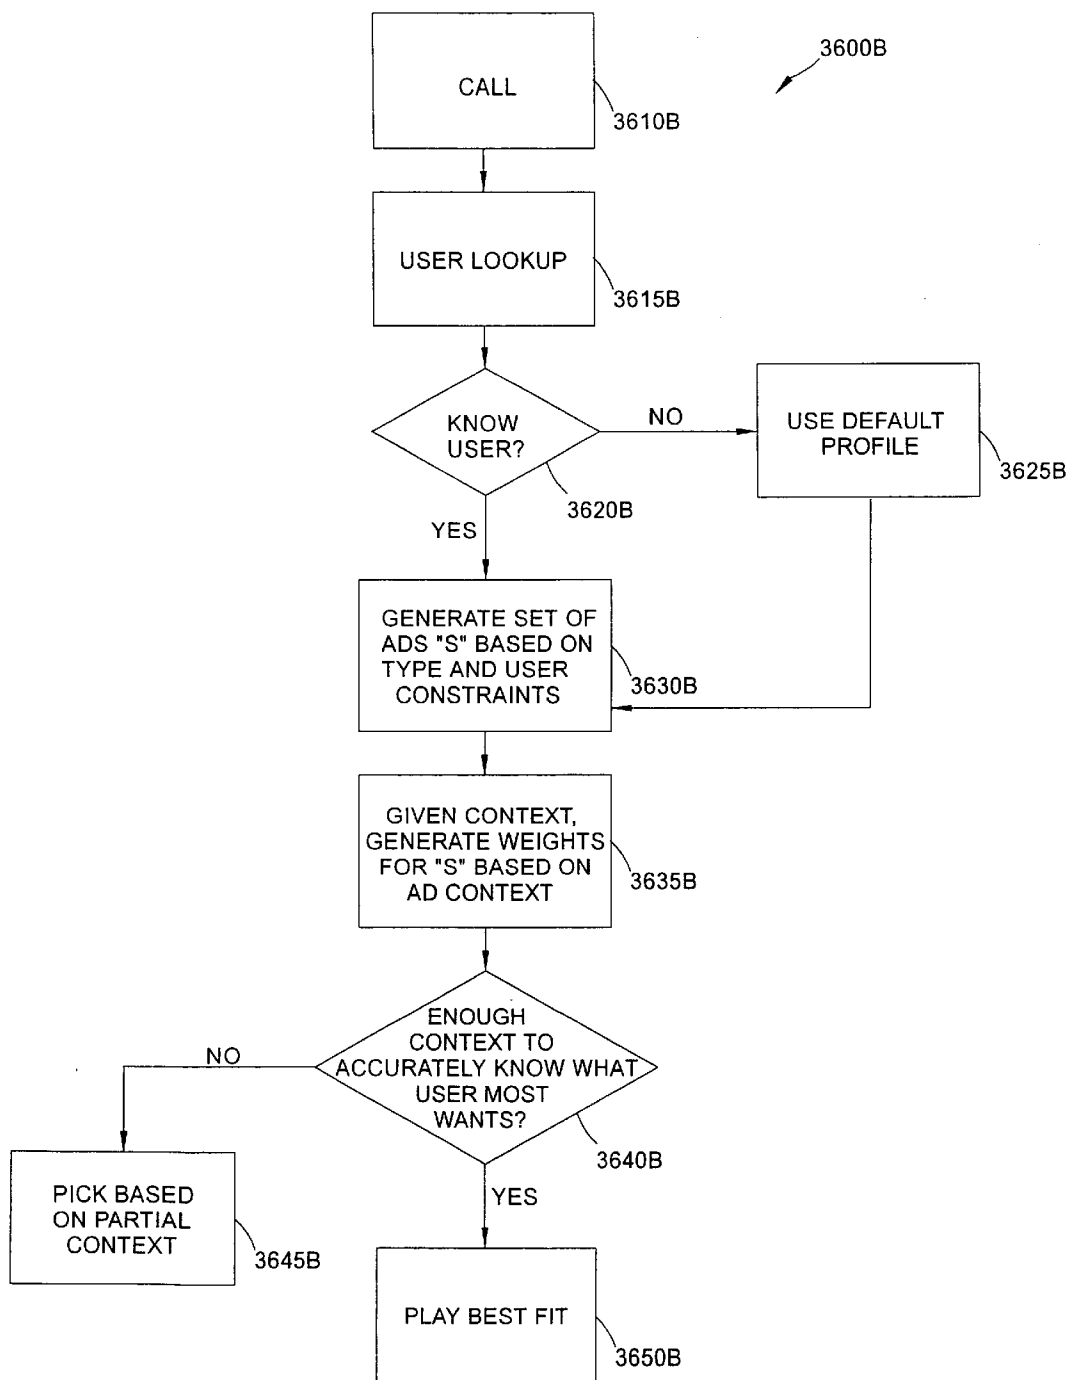 3600B
CALL
3610B
USER LOOKUP
3615B
KNOW
USER?
NO
USE DEFAULT
PROFILE
3625B
3620B
YES
GENERATE SET OF
ADS "S" BASED ON
TYPE AND USER
CONSTRAINTS
3630B
GIVEN CONTEXT,
GENERATE WEIGHTS
FOR "S" BASED ON
AD CONTEXT
3635B
ENOUGH
CONTEXT TO
ACCURATELY KNOW WHAT
USER MOST
WANTS?
NO
3640B
PICK BASED
ON PARTIAL
CONTEXT
3645B
YES
PLAY BEST FIT
3650B